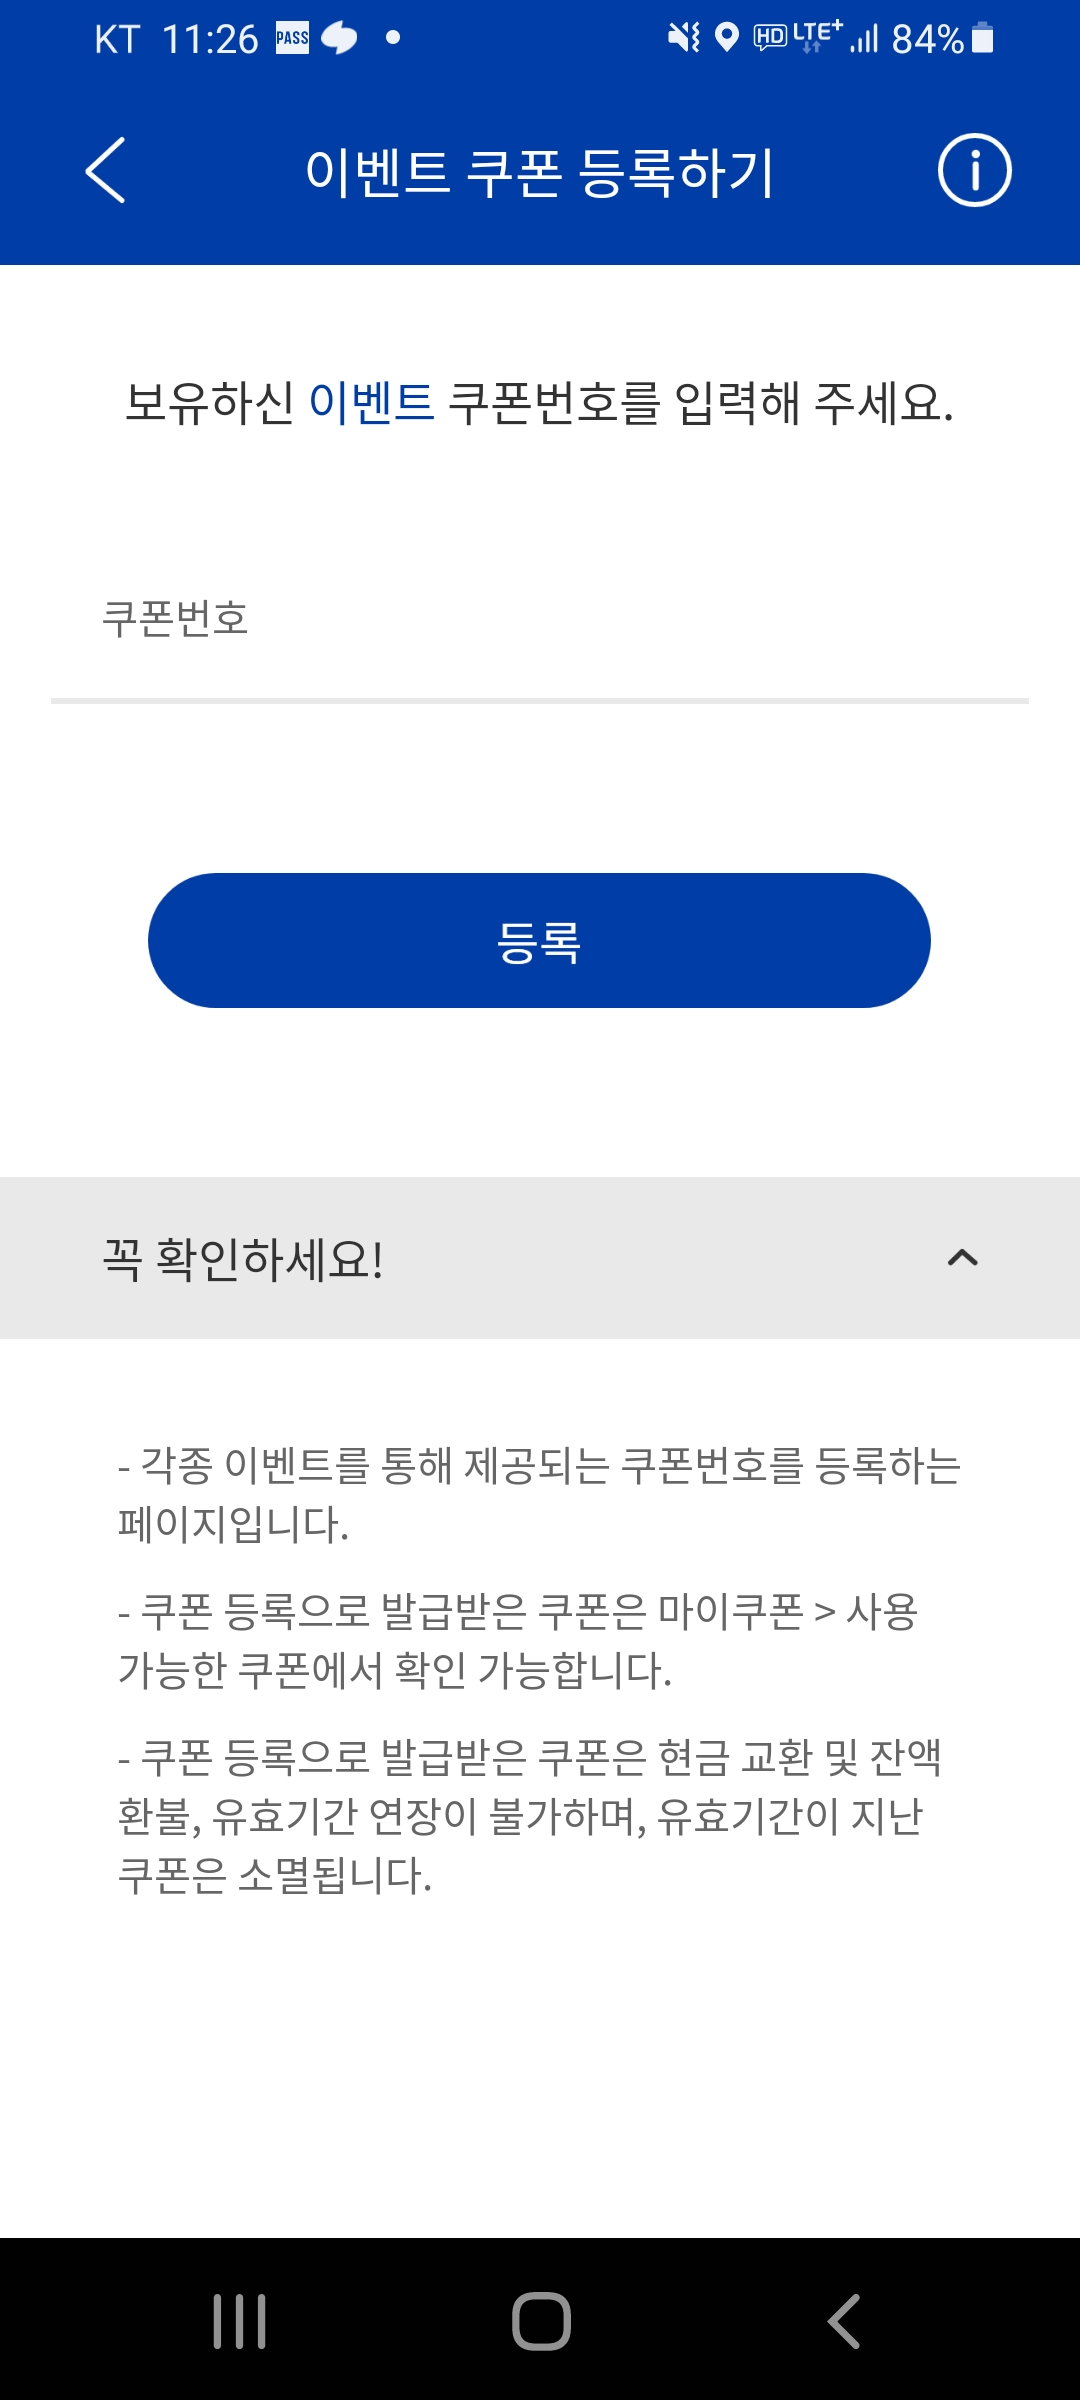 KT 11:26 PASS HD LTE+ 84%
이벤트 쿠폰 등록하기
보유하신 이벤트 쿠폰번호를 입력해 주세요.
쿠폰번호
등록
꼭 확인하세요!
- 각종 이벤트를 통해 제공되는 쿠폰번호를 등록하는
페이지입니다.
- 쿠폰 등록으로 발급받은 쿠폰은 마이쿠폰 > 사용
가능한 쿠폰에서 확인 가능합니다.
- 쿠폰 등록으로 발급받은 쿠폰은 현금 교환 및 잔액
환불, 유효기간 연장이 불가하며, 유효기간이 지난
쿠폰은 소멸됩니다.